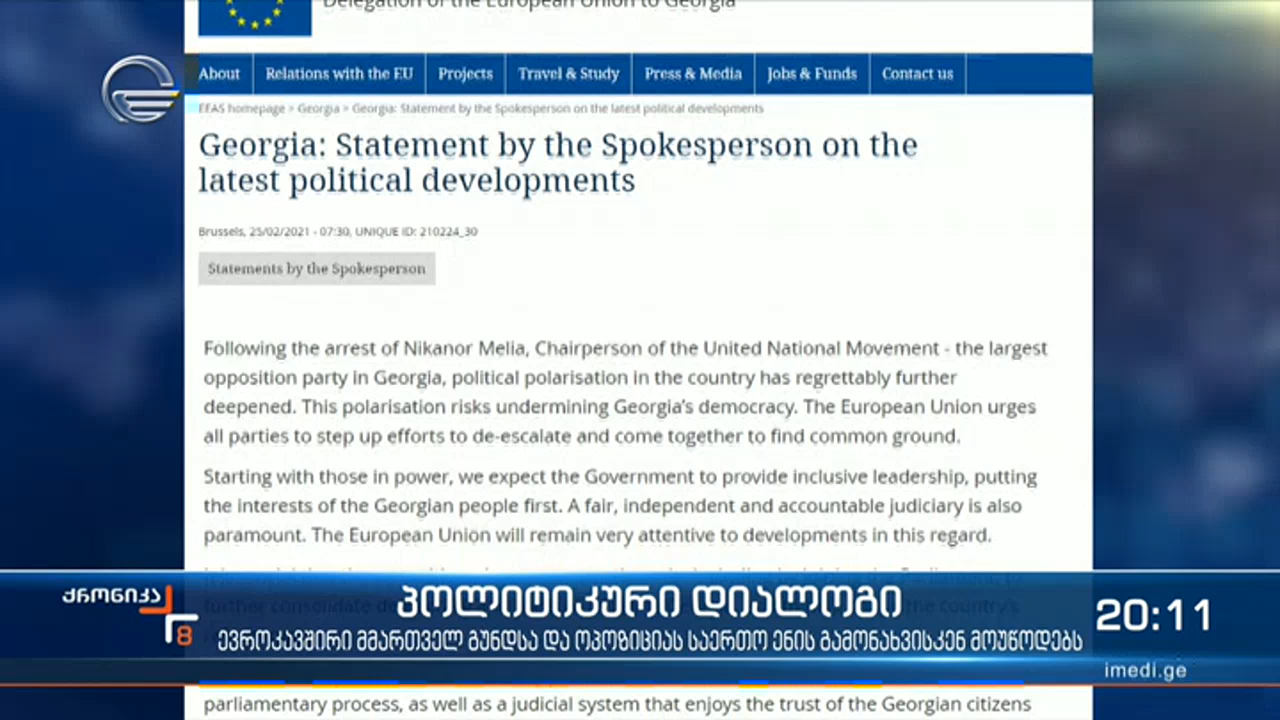 Delegation of the European Union to Georgia
About
Relations with the EU
Projects
Travel & Study
Press & Media
Jobs & Funds
Contact us
EEAS homepage > Georgia > Georgia: Statement by the Spokesperson on the latest political developments
Georgia: Statement by the Spokesperson on the
latest political developments
Brussels, 25/02/2021 - 07:30, UNIQUE ID: 210224_30
Statements by the Spokesperson
Following the arrest of Nikanor Melia, Chairperson of the United National Movement - the largest
opposition party in Georgia, political polarisation in the country has regrettably further
deepened. This polarisation risks undermining Georgia's democracy. The European Union urges
all parties to step up efforts to de-escalate and come together to find common ground.
Starting with those in power, we expect the Government to provide inclusive leadership, putting
the interests of the Georgian people first. A fair, independent and accountable judiciary is also
paramount. The European Union will remain very attentive to developments in this regard.
further consolidate the country's
ქრონიკა
8
პოლიტიკური დიალოგი
ევროკავშირი მმართველ გუნდსა და ოპოზიციას საერთო ენის გამონახვისკენ მოუწოდებს
20:11
imedi.ge
parliamentary process, as well as a judicial system that enjoys the trust of the Georgian citizens